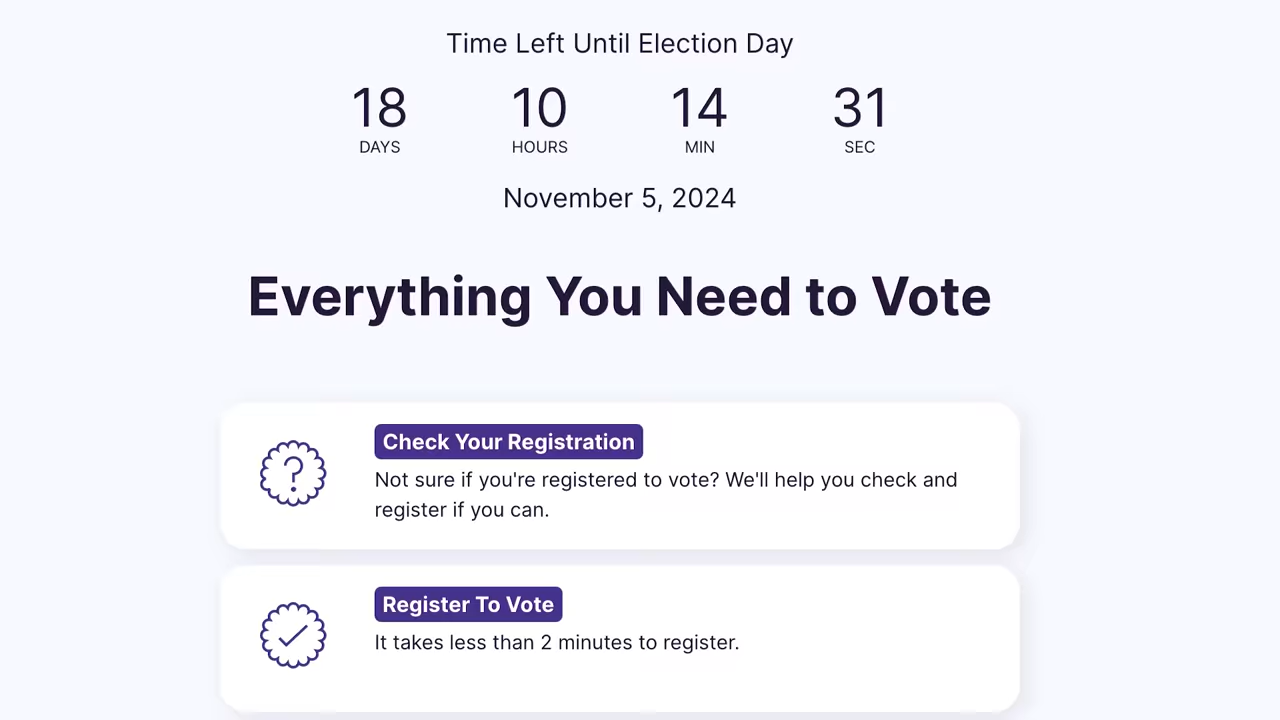 Time Left Until Election Day
18 10 14 31
DAYS HOURS MIN SEC
November 5, 2024
Everything You Need to Vote
Check Your Registration
Not sure if you're registered to vote? We'll help you check and
register if you can.
Register To Vote
It takes less than 2 minutes to register.